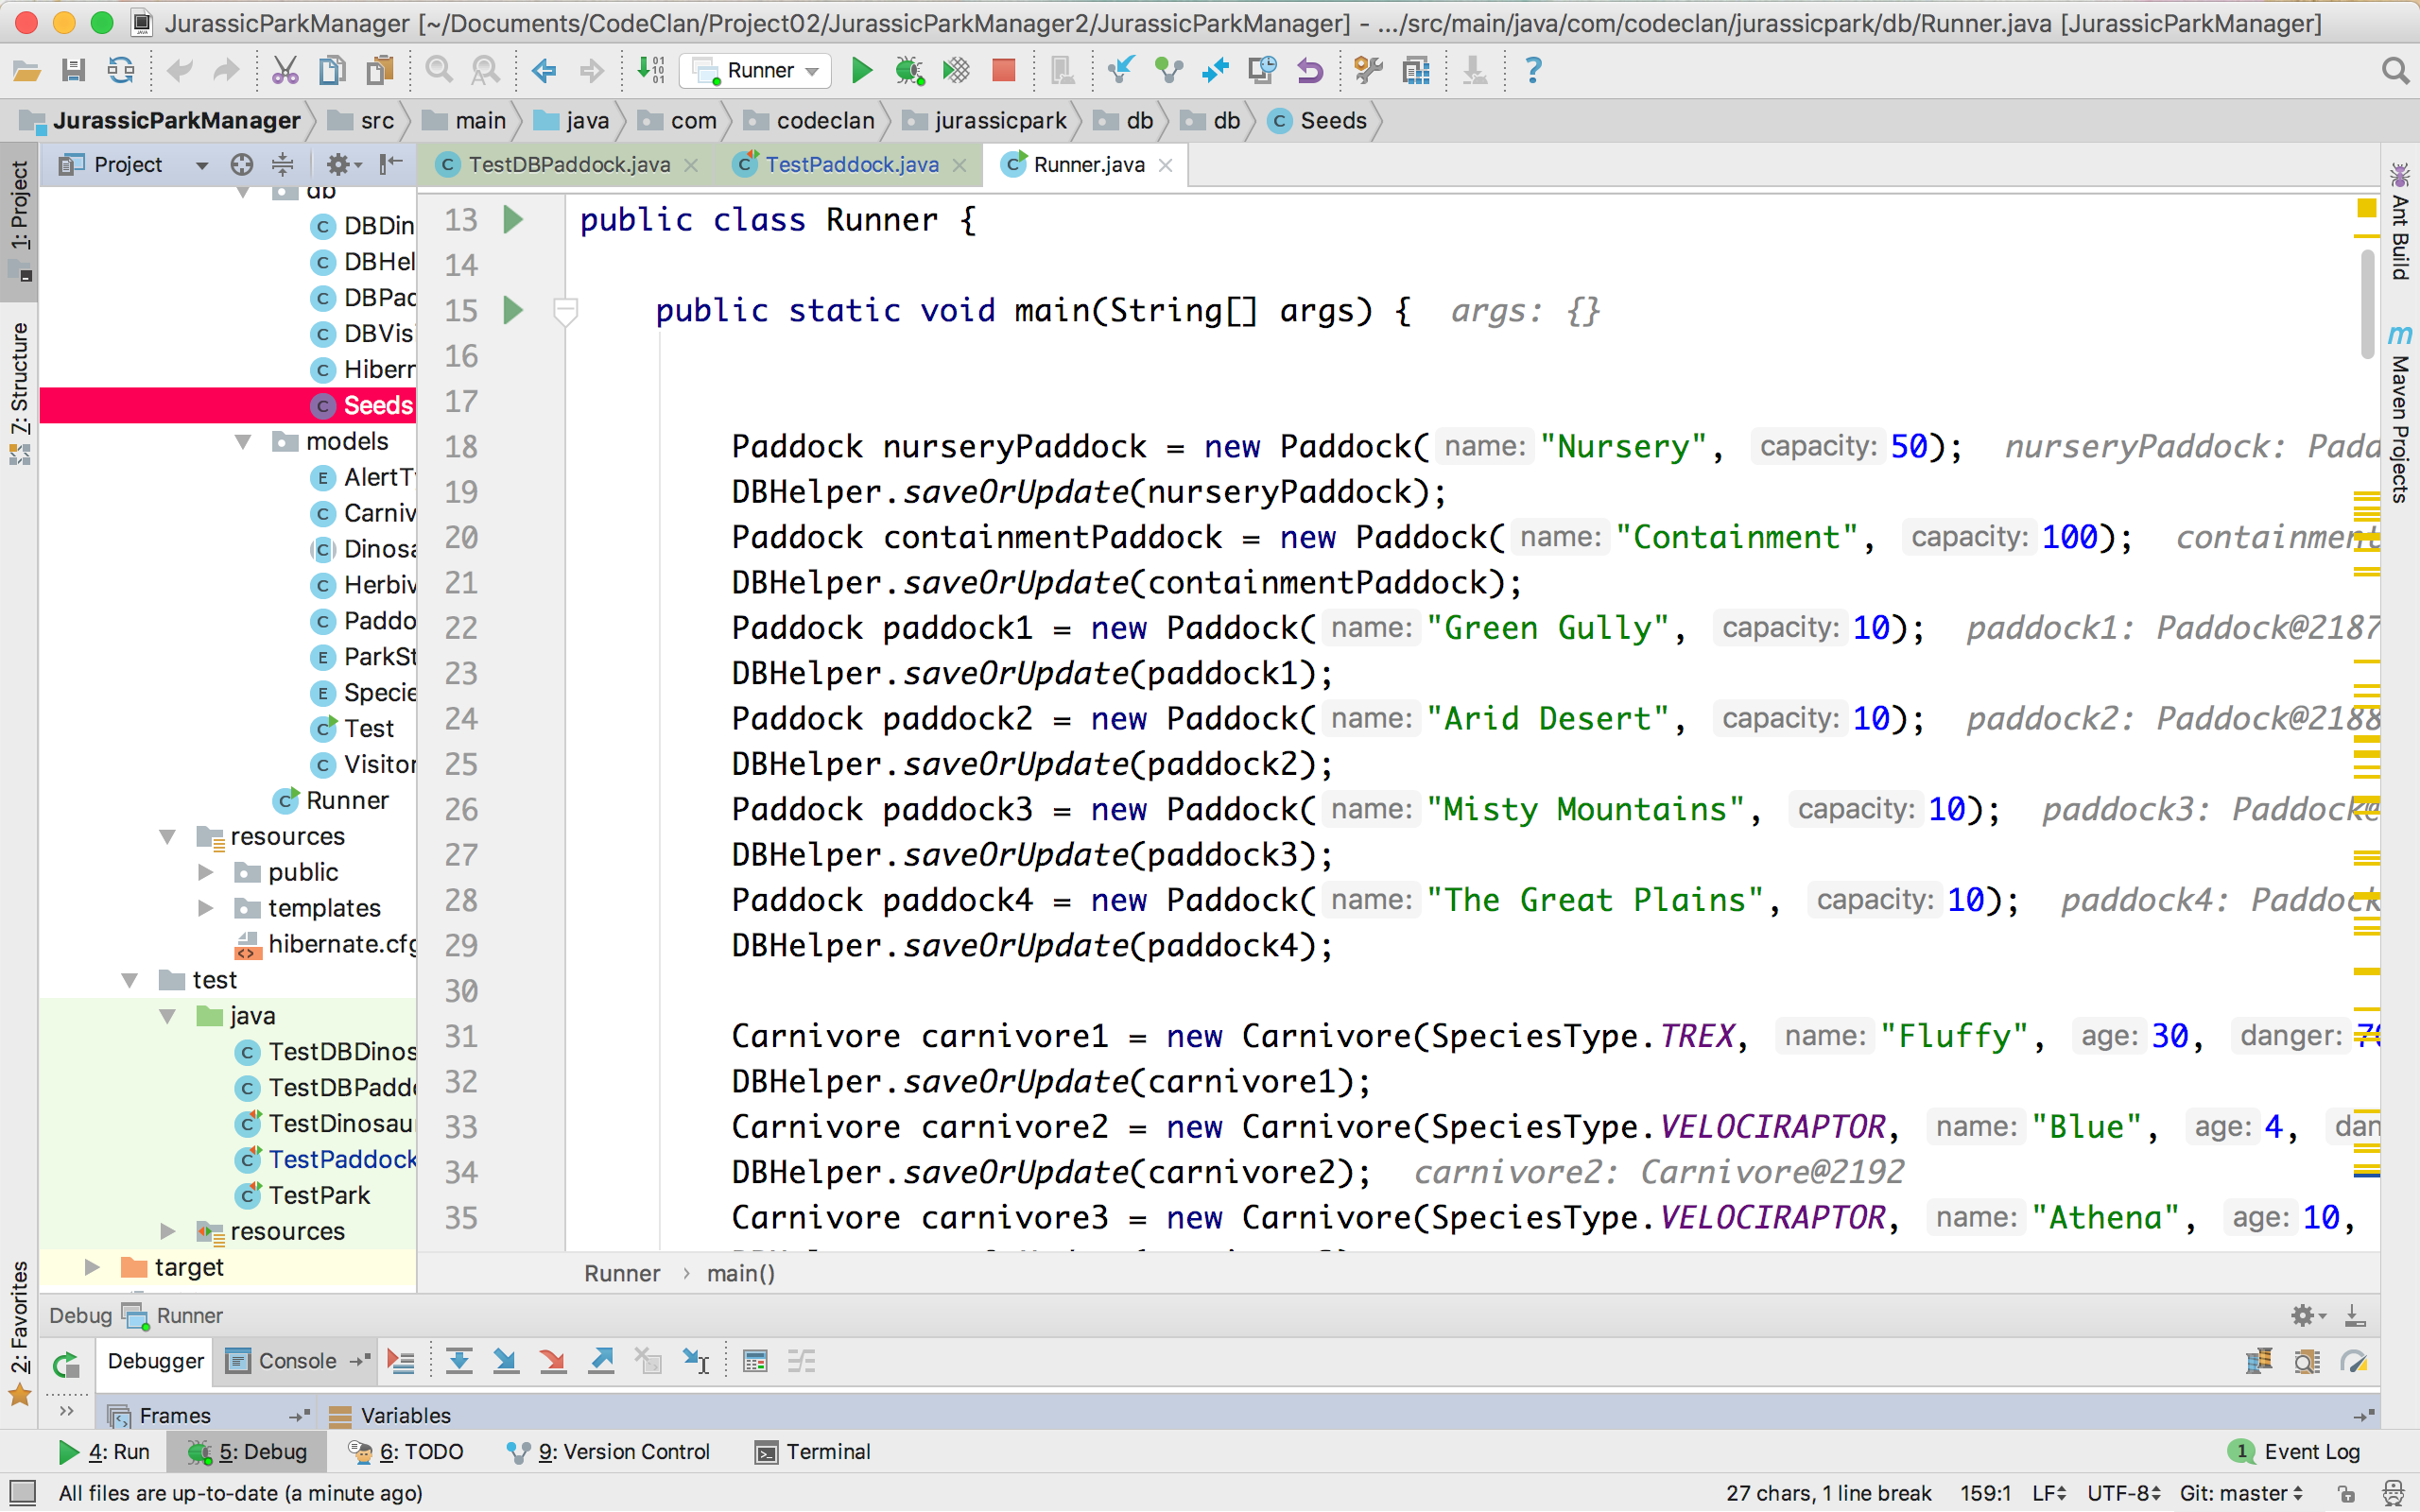 JurassicParkManager [~/Documents/CodeClan/Project02/JurassicParkManager2/JurassicParkManager] - .../src/main/java/com/codeclan/jurassicpark/db/Runner.java [JurassicParkManager]
Runner
JurassicParkManager src main java com codeclan jurassicpark db db Seeds
Project
TestDBPaddock.java TestPaddock.java Runner.java
1: Project
7: Structure
2: Favorites
Ant Build
Maven Projects
db
DBDin
DBHel
DBPad
DBVis
Hibern
Seeds
models
AlertT
Carniv
Dinosa
Herbiv
Paddo
ParkSt
Specie
Test
Visitor
Runner
resources
public
templates
hibernate.cfg
test
java
TestDBDinos
TestDBPadd
TestDinosau
TestPaddock
TestPark
resources
target
13 public class Runner {
14
15 public static void main(String[] args) { args: {}
16
17
18 Paddock nurseryPaddock = new Paddock( name: "Nursery", capacity: 50); nurseryPaddock: Padd
19 DBHelper.saveOrUpdate(nurseryPaddock);
20 Paddock containmentPaddock = new Paddock( name: "Containment", capacity: 100); containment
21 DBHelper.saveOrUpdate(containmentPaddock);
22 Paddock paddock1 = new Paddock( name: "Green Gully", capacity: 10); paddock1: Paddock@2187
23 DBHelper.saveOrUpdate(paddock1);
24 Paddock paddock2 = new Paddock( name: "Arid Desert", capacity: 10); paddock2: Paddock@2188
25 DBHelper.saveOrUpdate(paddock2);
26 Paddock paddock3 = new Paddock( name: "Misty Mountains", capacity: 10); paddock3: Paddock@
27 DBHelper.saveOrUpdate(paddock3);
28 Paddock paddock4 = new Paddock( name: "The Great Plains", capacity: 10); paddock4: Paddock
29 DBHelper.saveOrUpdate(paddock4);
30
31 Carnivore carnivore1 = new Carnivore(SpeciesType.TREX, name: "Fluffy", age: 30, danger: 70
32 DBHelper.saveOrUpdate(carnivore1);
33 Carnivore carnivore2 = new Carnivore(SpeciesType.VELOCIRAPTOR, name: "Blue", age: 4, dan
34 DBHelper.saveOrUpdate(carnivore2); carnivore2: Carnivore@2192
35 Carnivore carnivore3 = new Carnivore(SpeciesType.VELOCIRAPTOR, name: "Athena", age: 10,
Runner › main()
Debug Runner
Debugger Console
Frames Variables
4: Run 5: Debug 6: TODO 9: Version Control Terminal 1 Event Log
All files are up-to-date (a minute ago) 27 chars, 1 line break 159:1 LF UTF-8 Git: master